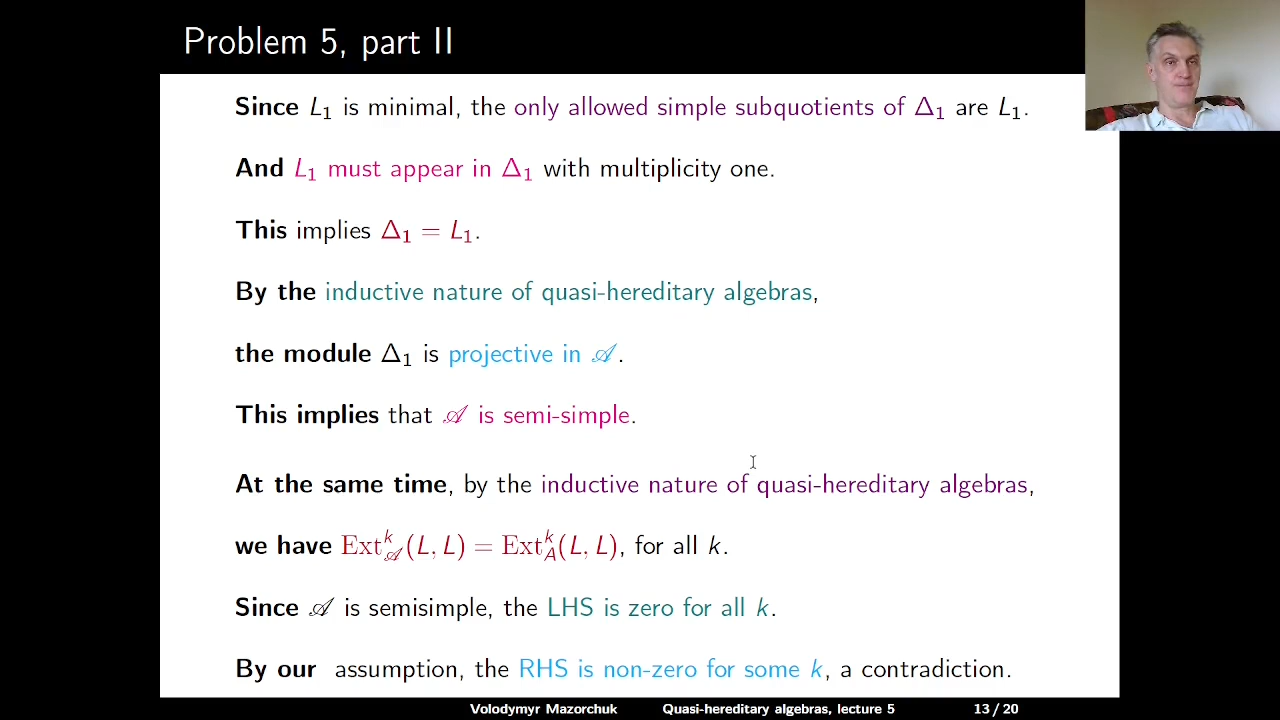 Problem 5, part II
Since L₁ is minimal, the only allowed simple subquotients of Δ₁ are L₁.
And L₁ must appear in Δ₁ with multiplicity one.
This implies Δ₁ = L₁.
By the inductive nature of quasi-hereditary algebras,
the module Δ₁ is projective in 𝒜.
This implies that 𝒜 is semi-simple.
At the same time, by the inductive nature of quasi-hereditary algebras,
we have Ext^k_𝒜(L, L) = Ext^k_A(L, L), for all k.
Since 𝒜 is semisimple, the LHS is zero for all k.
By our assumption, the RHS is non-zero for some k, a contradiction.
Volodymyr Mazorchuk Quasi-hereditary algebras, lecture 5 13 / 20